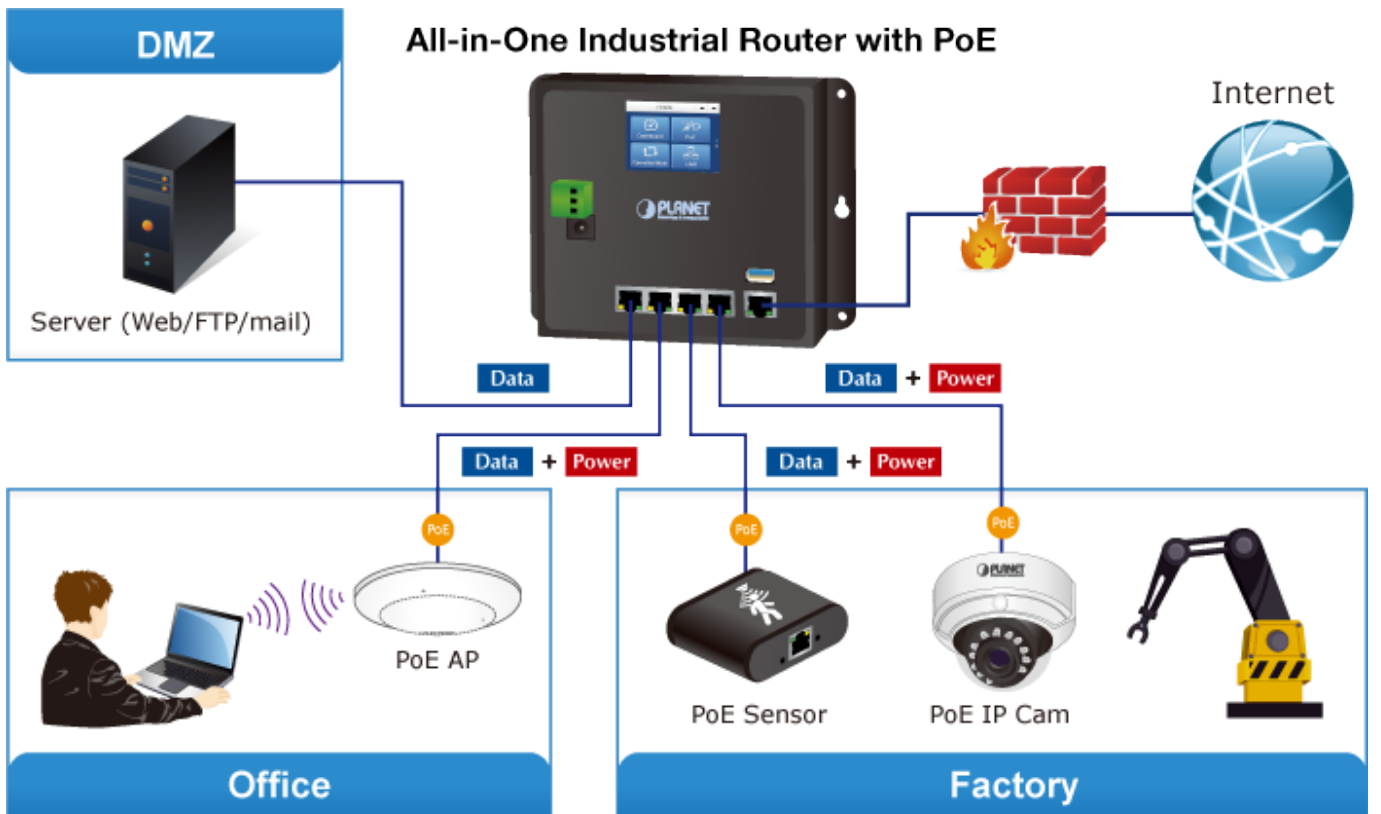 All-in-One Industrial Router with PoE
DMZ
Server (Web/FTP/mail)
PLANET
Internet
Data
Data + Power
Data + Power
Data + Power
PoE
PoE
PoE
PoE AP
PLANET
PoE Sensor
PoE IP Cam
Office
Factory